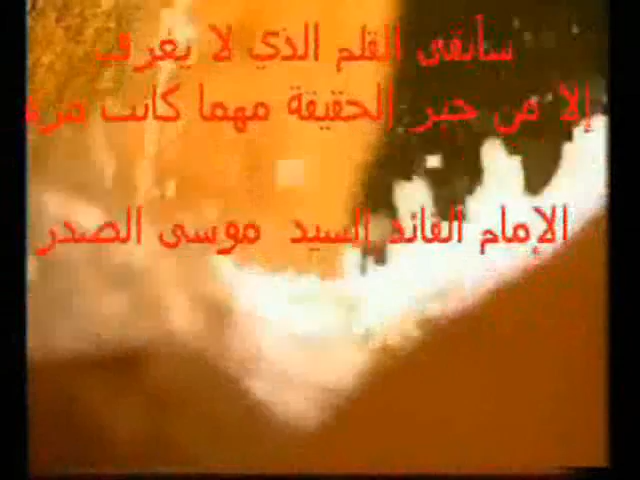 سأبقى القلم الذي لا يغرف
إلا من حبر الحقيقة مهما كانت مرة
الإمام القائد السيد موسى الصدر